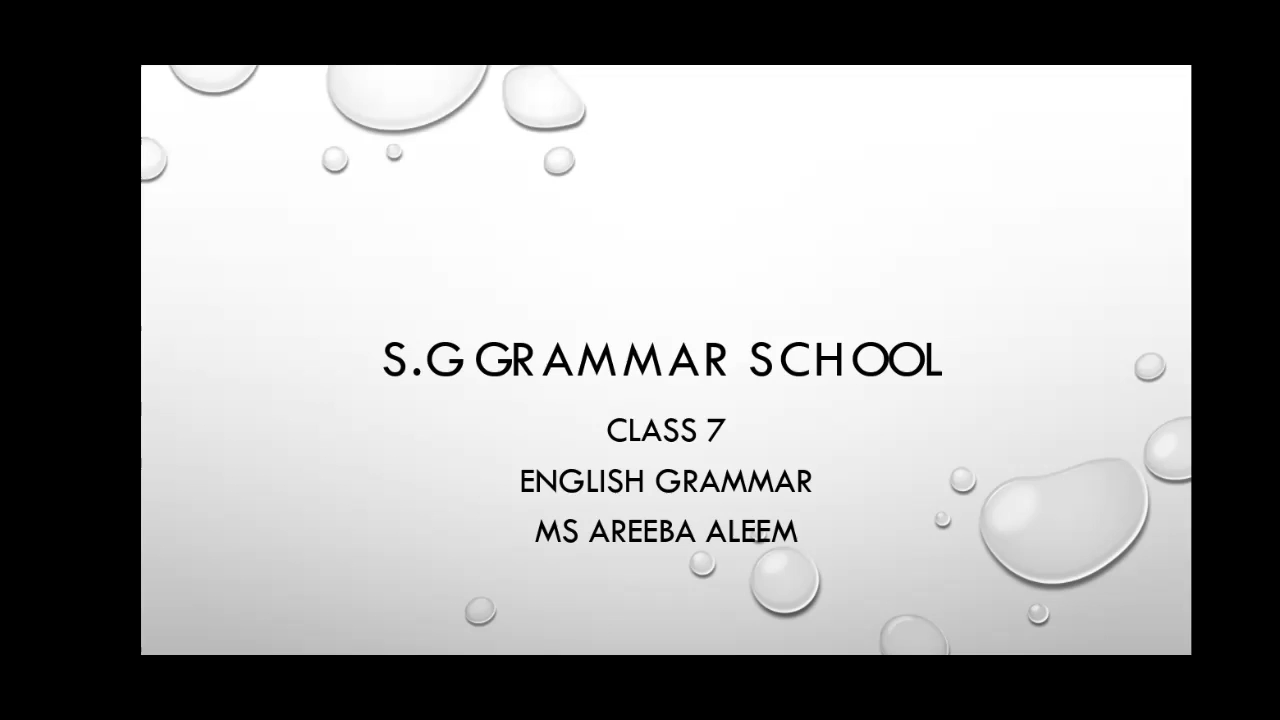 S.G GRAMMAR SCHOOL
CLASS 7
ENGLISH GRAMMAR
MS AREEBA ALEEM